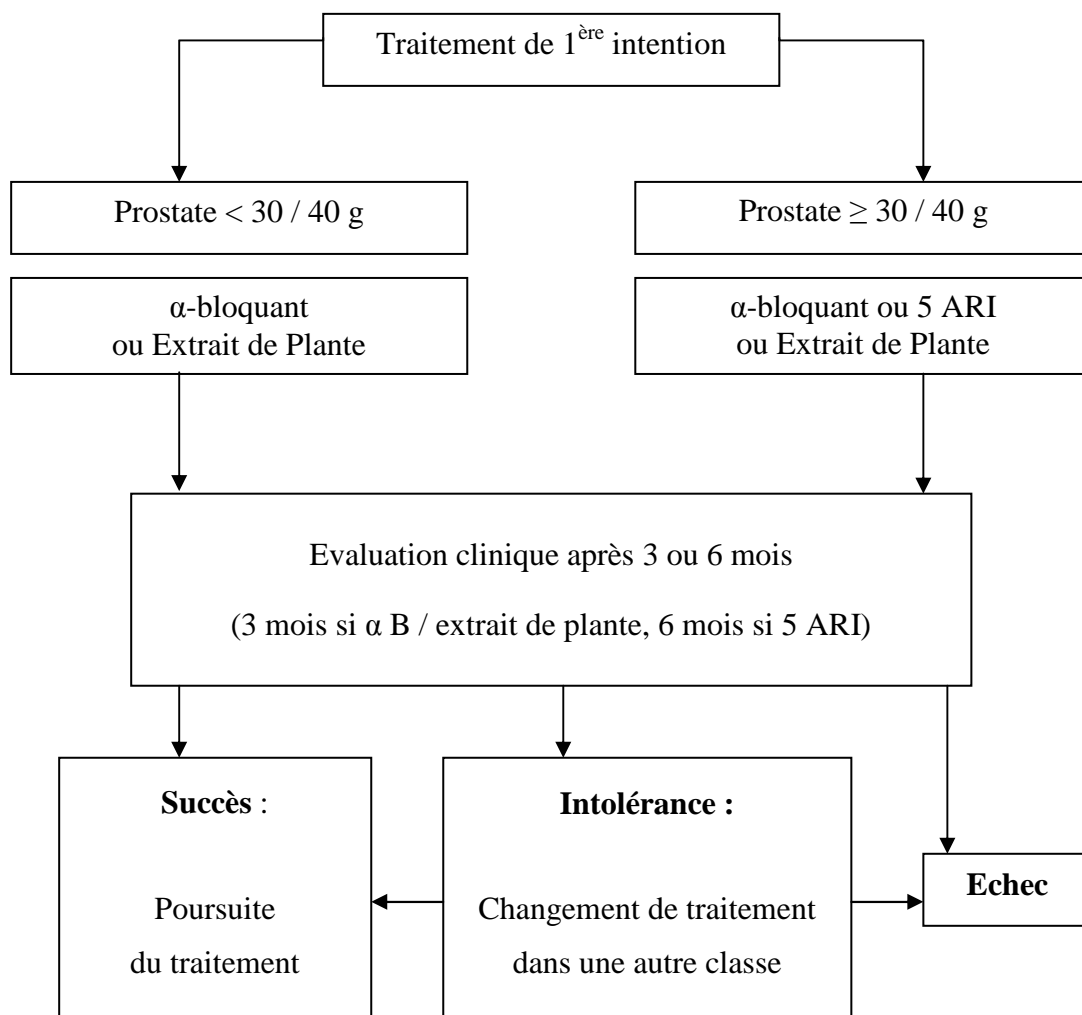 Traitement de 1ère intention
Prostate < 30 / 40 g
Prostate ≥ 30 / 40 g
α-bloquant
ou Extrait de Plante
α-bloquant ou 5 ARI
ou Extrait de Plante
Evaluation clinique après 3 ou 6 mois
(3 mois si α B / extrait de plante, 6 mois si 5 ARI)
Succès :
Poursuite
du traitement
Intolérance :
Changement de traitement
dans une autre classe
Echec